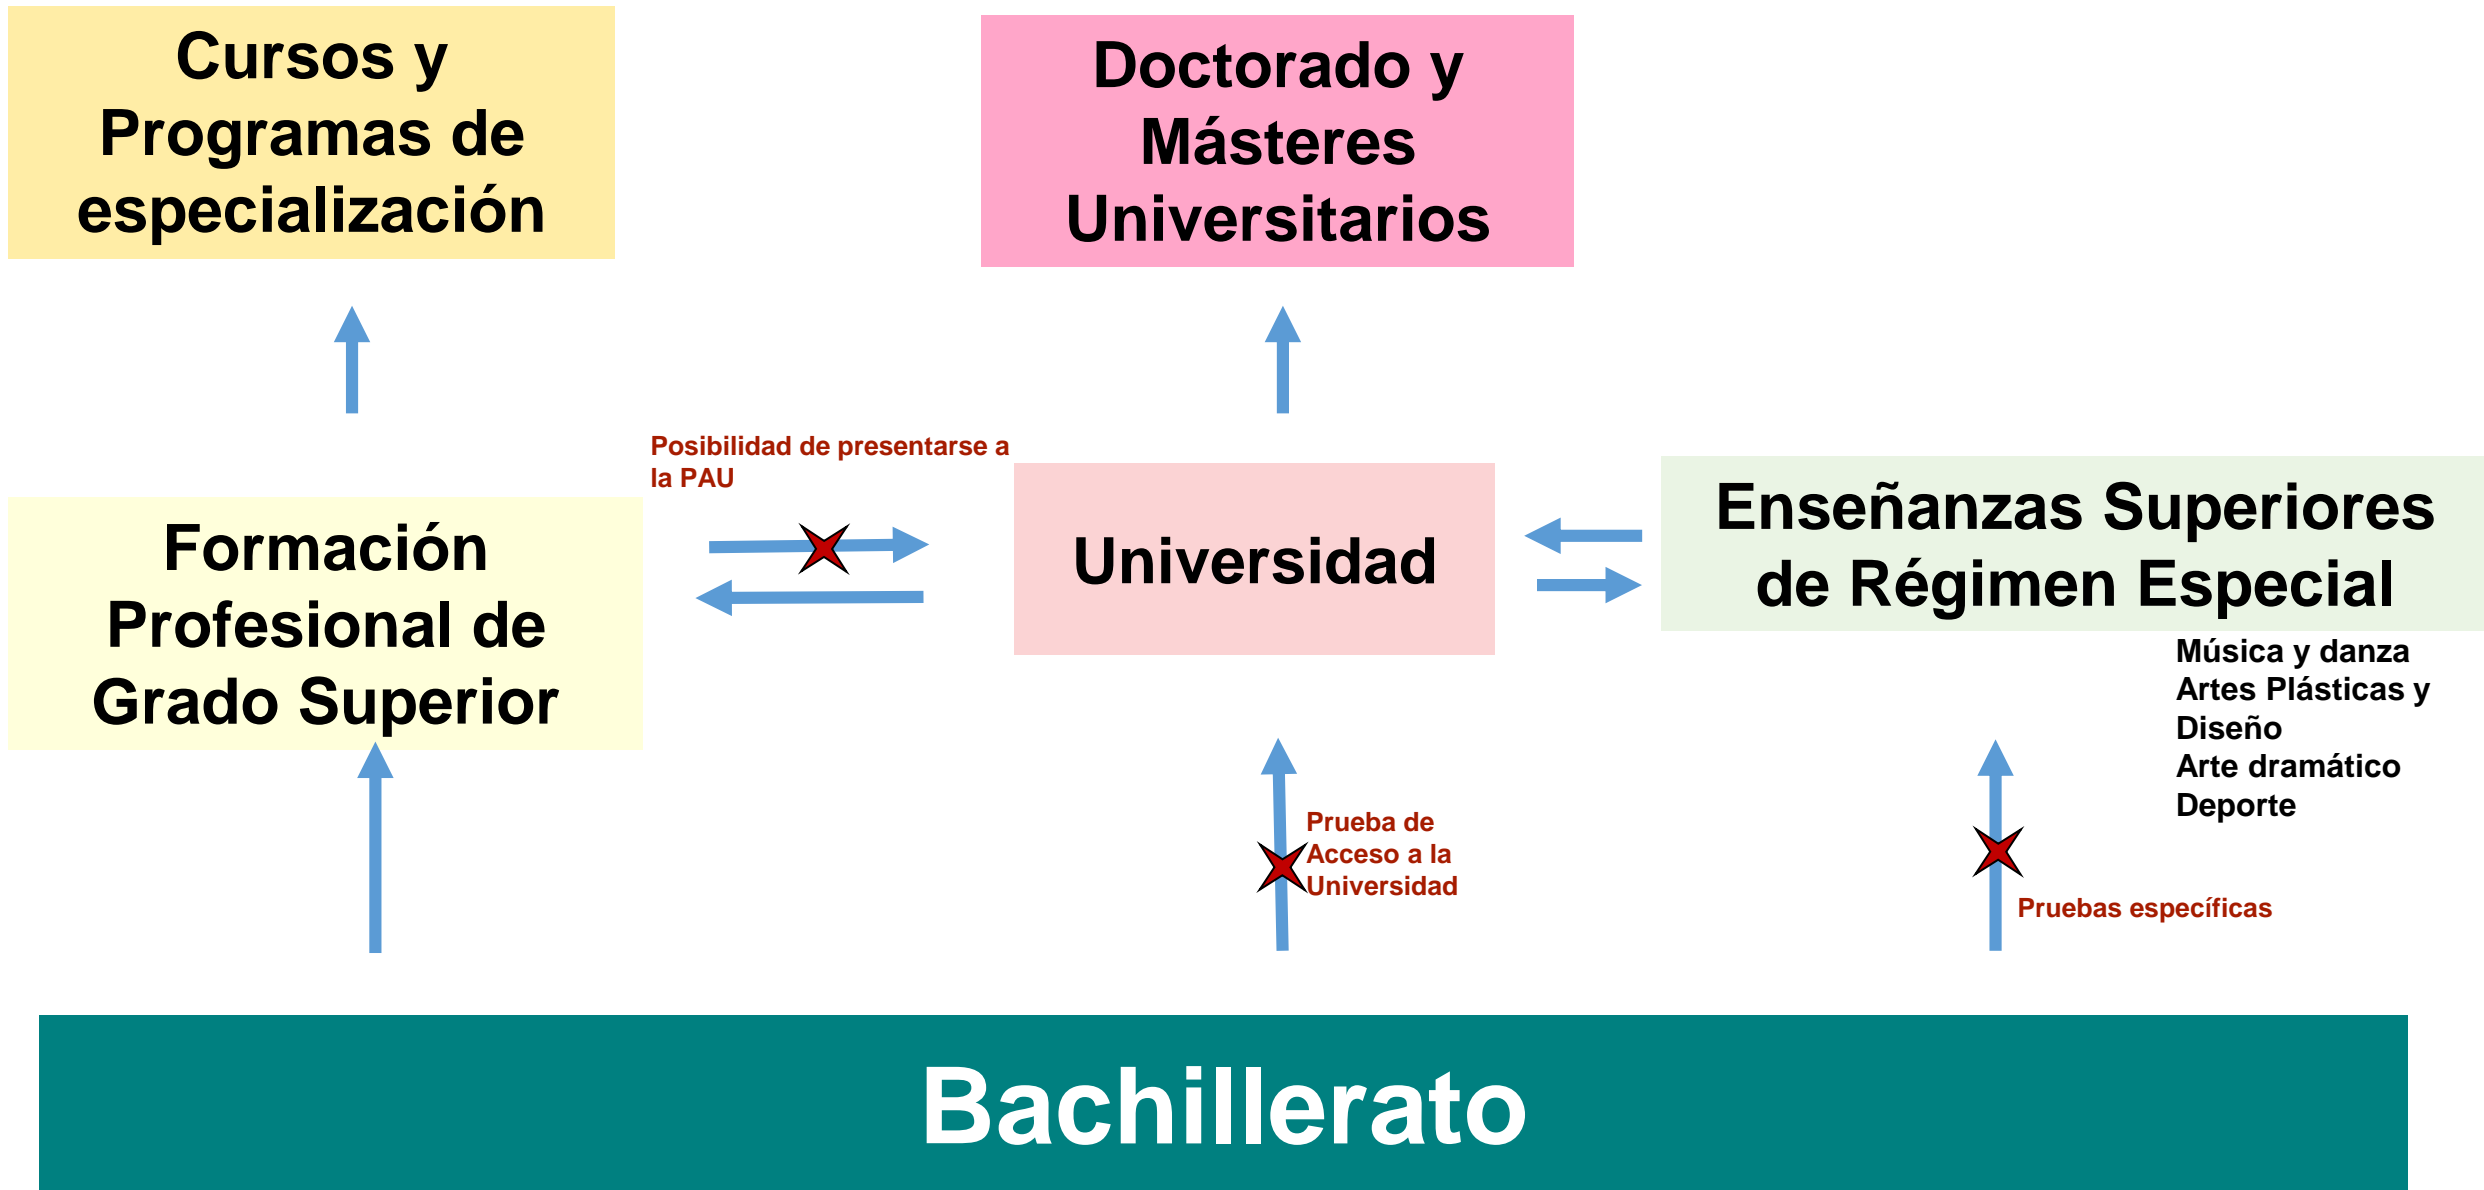 Cursos y
Programas de
especialización
Doctorado y
Másteres
Universitarios
Posibilidad de presentarse a
la PAU
Formación
Profesional de
Grado Superior
Universidad
Enseñanzas Superiores
de Régimen Especial
Música y danza
Artes Plásticas y
Diseño
Arte dramático
Deporte
Prueba de
Acceso a la
Universidad
Pruebas específicas
Bachillerato